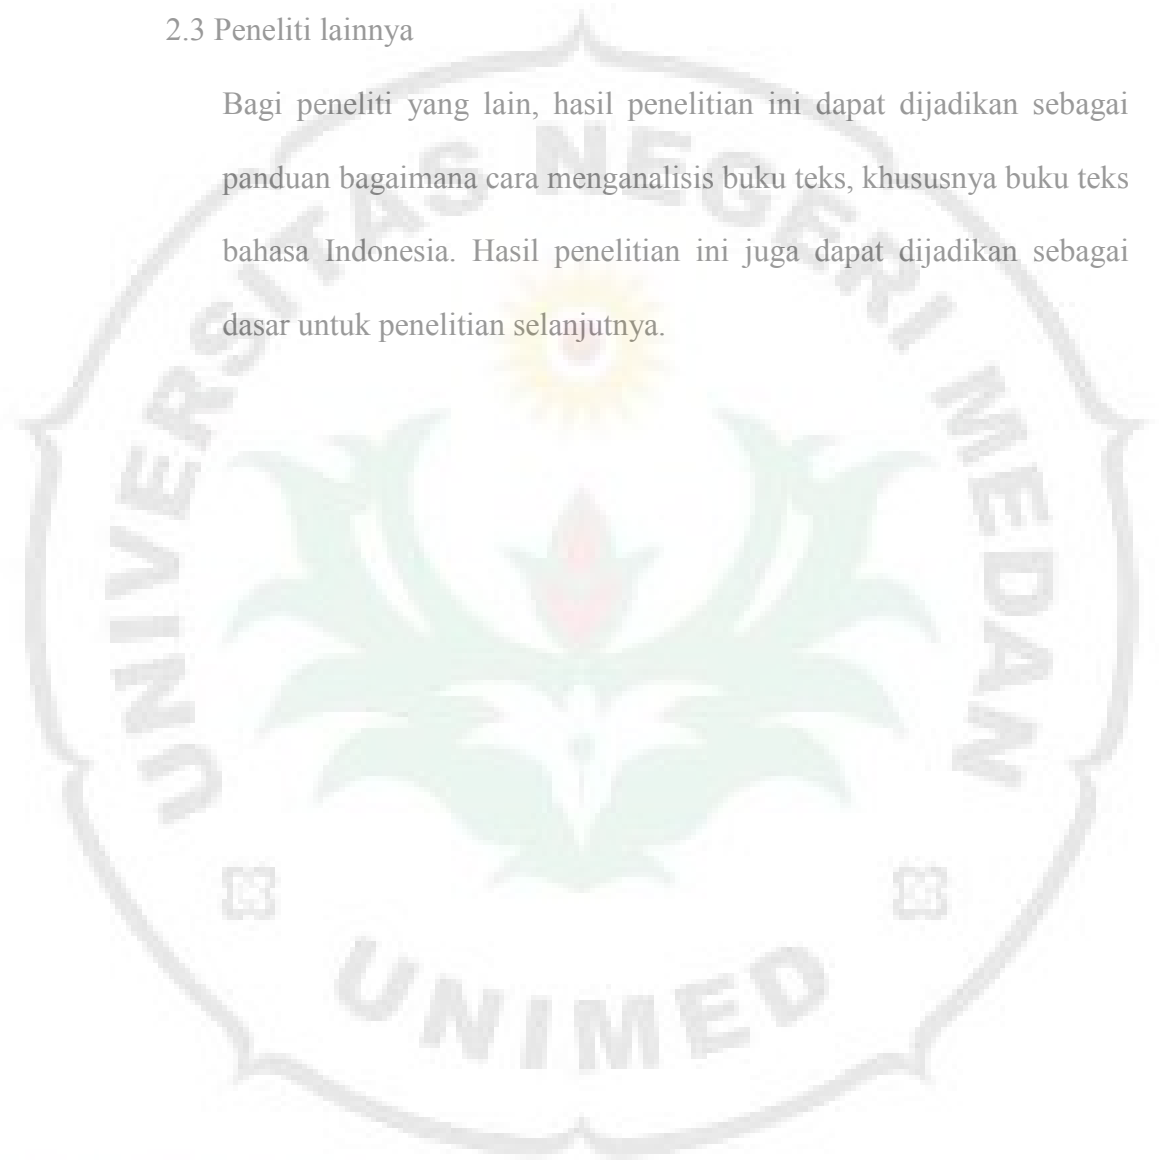 2.3 Peneliti lainnya
Bagi peneliti yang lain, hasil penelitian ini dapat dijadikan sebagai
panduan bagaimana cara menganalisis buku teks, khususnya buku teks
bahasa Indonesia. Hasil penelitian ini juga dapat dijadikan sebagai
dasar untuk penelitian selanjutnya.
UNIVERSITAS NEGERI MEDAN
UNIMED